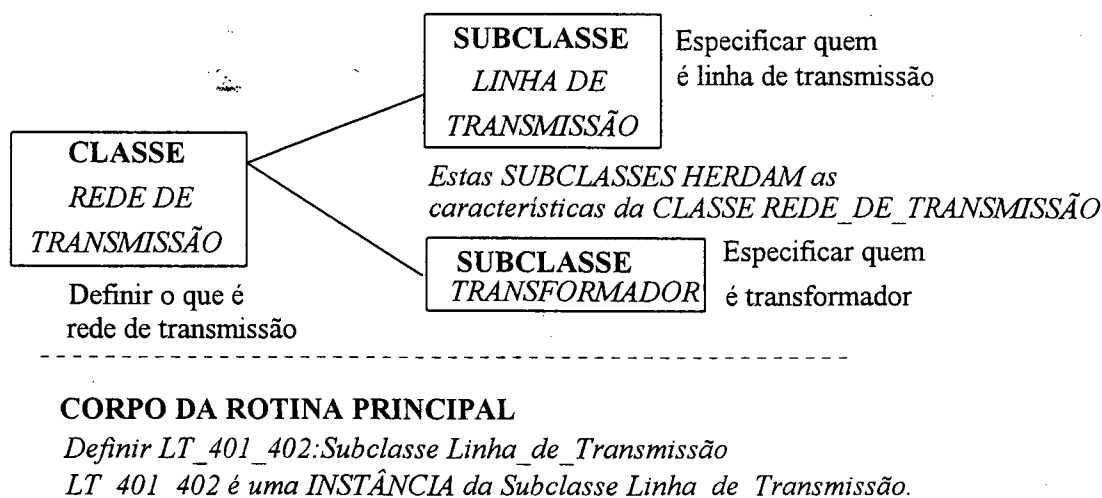 SUBCLASSE
LINHA DE
TRANSMISSÃO
Especificar quem
é linha de transmissão
CLASSE
REDE DE
TRANSMISSÃO
Definir o que é
rede de transmissão
Estas SUBCLASSES HERDAM as
características da CLASSE REDE_DE_TRANSMISSÃO
SUBCLASSE
TRANSFORMADOR
Especificar quem
é transformador
CORPO DA ROTINA PRINCIPAL
Definir LT_401_402:Subclasse Linha_de_Transmissão
LT_401_402 é uma INSTÂNCIA da Subclasse Linha_de_Transmissão.